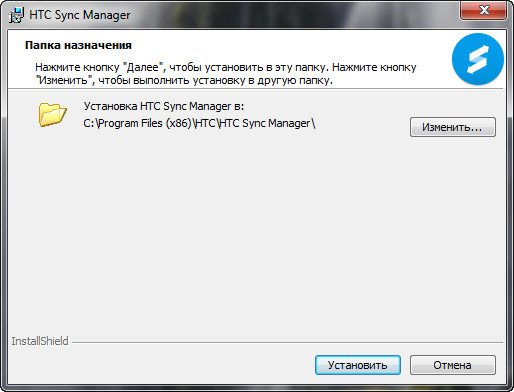 HTC Sync Manager
Папка назначения
Нажмите кнопку "Далее", чтобы установить в эту папку. Нажмите кнопку
"Изменить", чтобы выполнить установку в другую папку.
Установка HTC Sync Manager в:
C:\Program Files (x86)\HTC\HTC Sync Manager\
Изменить...
InstallShield
Установить
Отмена